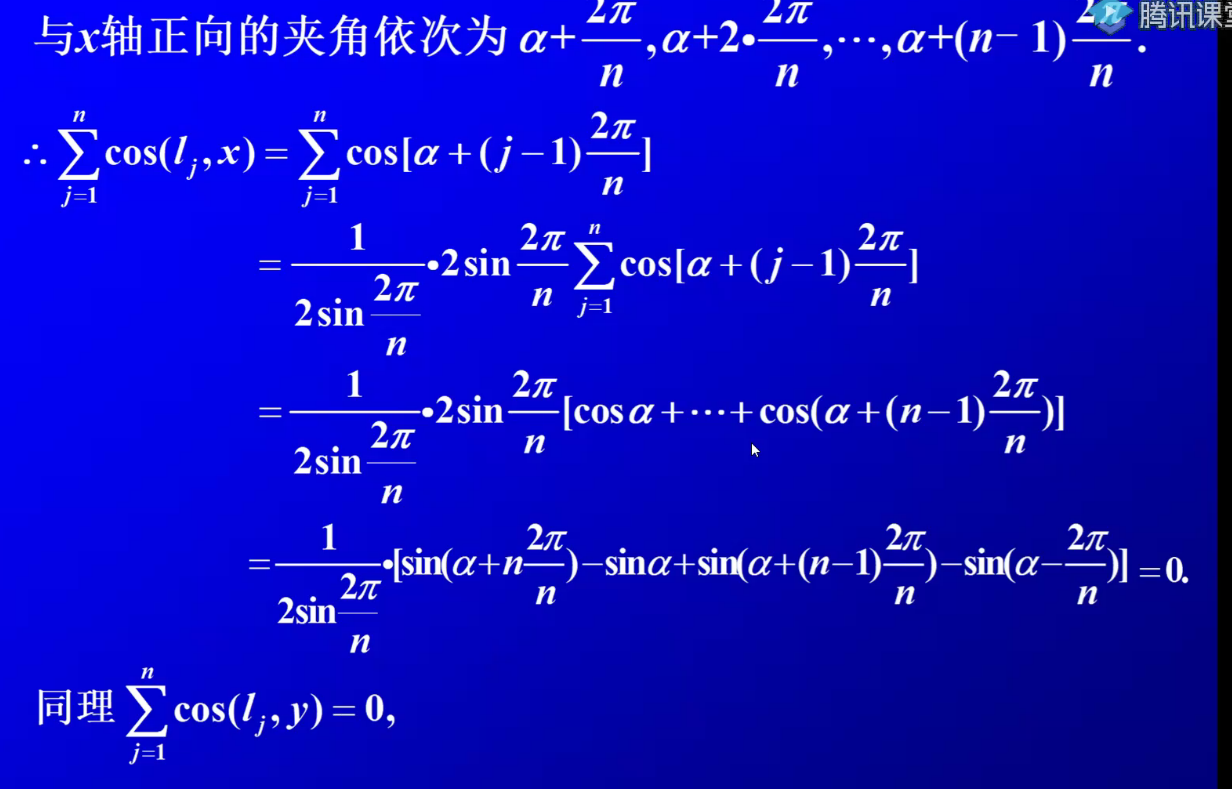 腾讯课堂
与x轴正向的夹角依次为 α+2π/n, α+2•2π/n, ⋯, α+(n−1)2π/n.
∴ ∑_{j=1}^{n} cos(l_j, x) = ∑_{j=1}^{n} cos[α+(j−1)2π/n]
= 1/(2sin 2π/n) • 2sin 2π/n ∑_{j=1}^{n} cos[α+(j−1)2π/n]
= 1/(2sin 2π/n) • 2sin 2π/n [cosα+⋯+cos(α+(n−1)2π/n)]
= 1/(2sin 2π/n) • [sin(α+n2π/n)−sinα+sin(α+(n−1)2π/n)−sin(α−2π/n)] = 0.
同理 ∑_{j=1}^{n} cos(l_j, y) = 0,